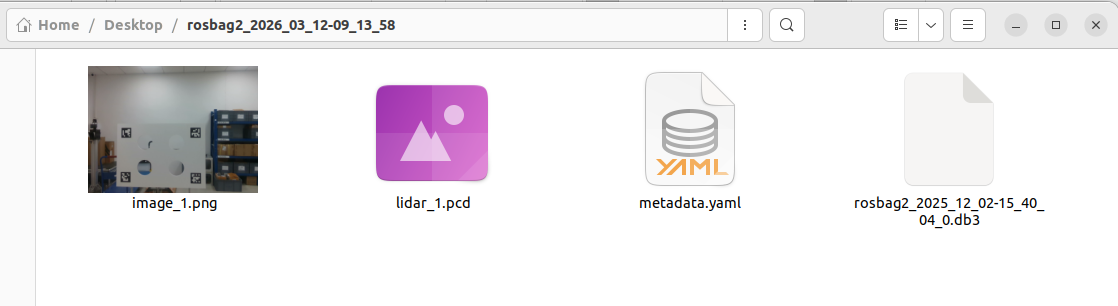 Home / Desktop / rosbag2_2026_03_12-09_13_58
image_1.png
lidar_1.pcd
YAML
metadata.yaml
rosbag2_2025_12_02-15_40_
04_0.db3